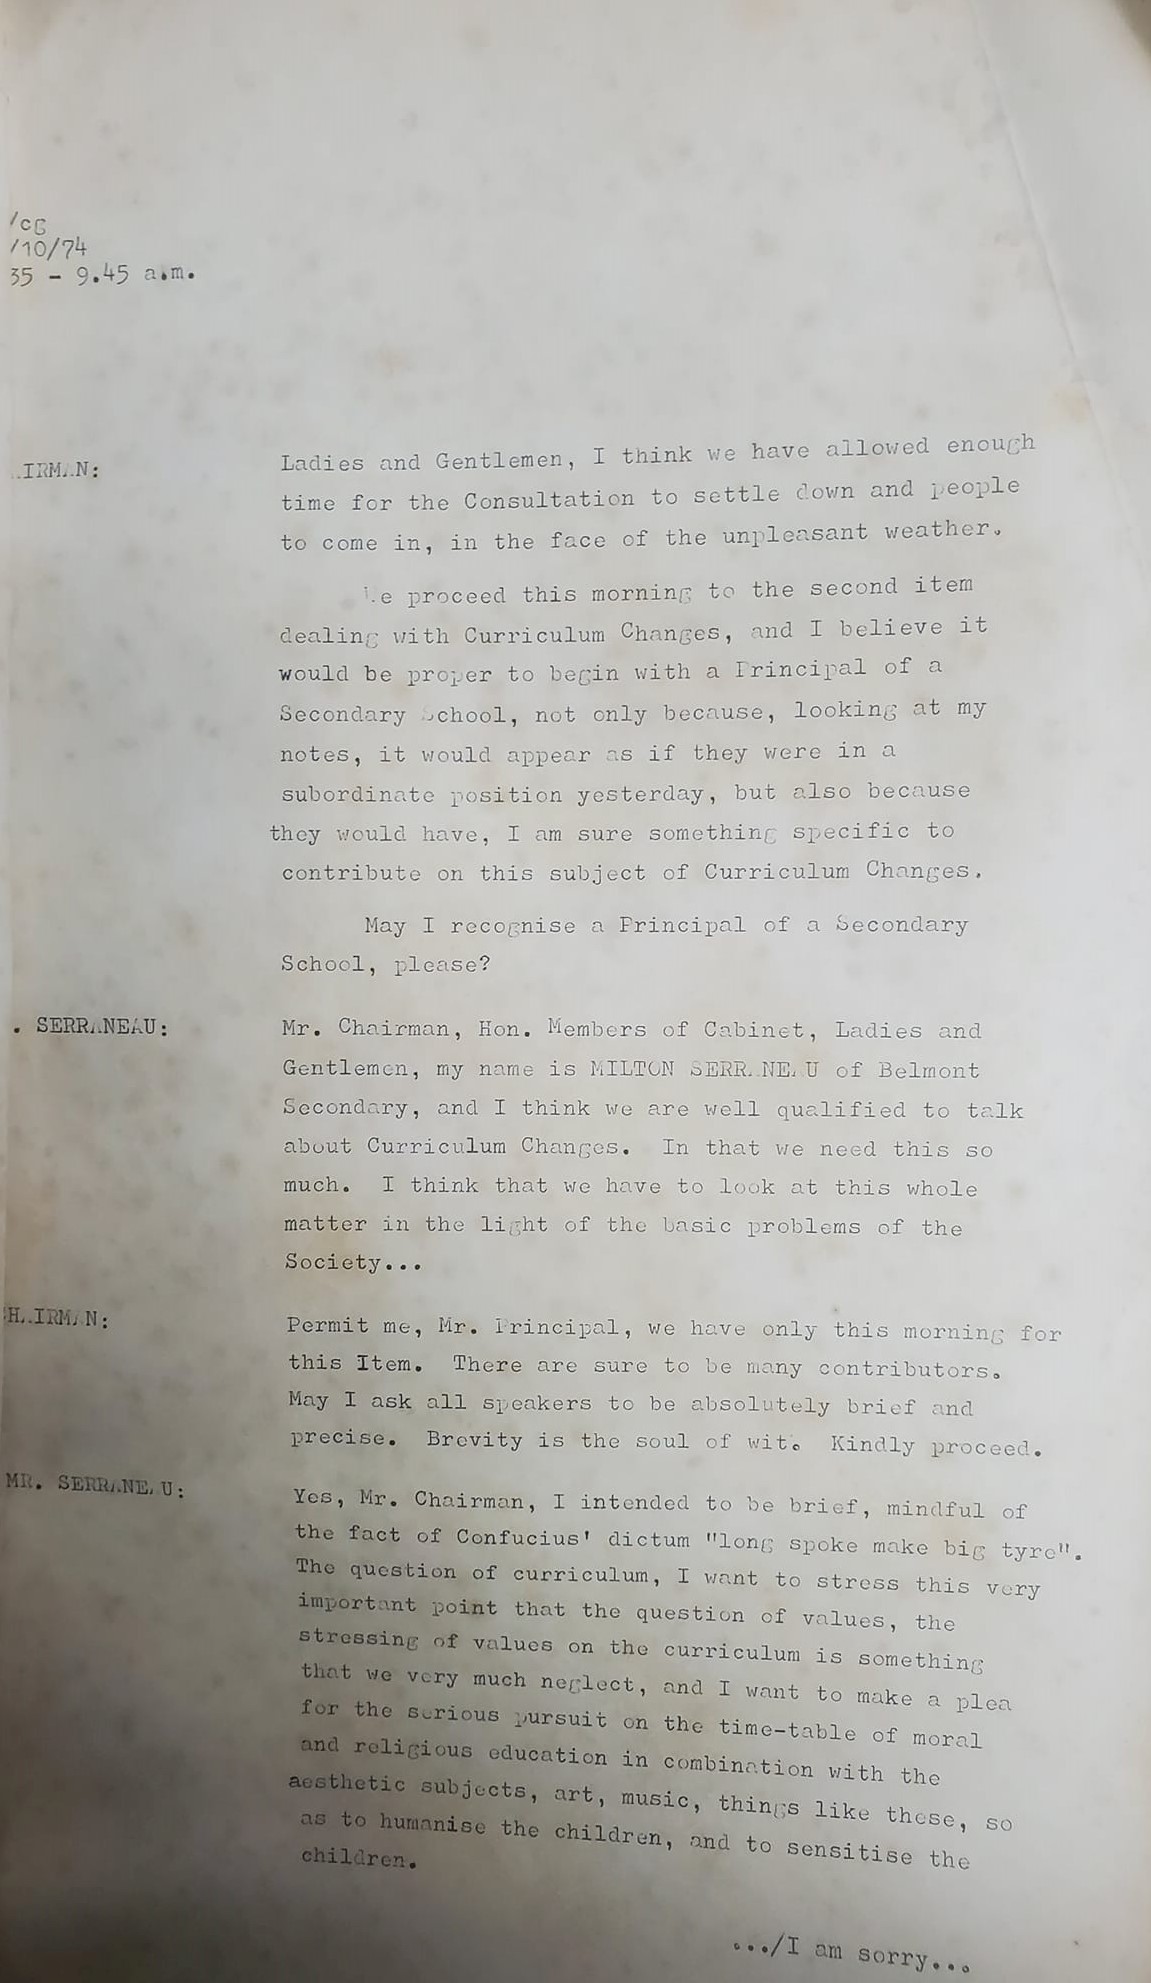 /cg
/10/74
35 - 9.45 a.m.
IRMAN:
Ladies and Gentlemen, I think we have allowed enough
time for the Consultation to settle down and people
to come in, in the face of the unpleasant weather.
We proceed this morning to the second item
dealing with Curriculum Changes, and I believe it
would be proper to begin with a Principal of a
Secondary School, not only because, looking at my
notes, it would appear as if they were in a
subordinate position yesterday, but also because
they would have, I am sure something specific to
contribute on this subject of Curriculum Changes.
May I recognise a Principal of a Secondary
School, please?
. SERRANEAU:
Mr. Chairman, Hon. Members of Cabinet, Ladies and
Gentlemen, my name is MILTON SERRANEAU of Belmont
Secondary, and I think we are well qualified to talk
about Curriculum Changes. In that we need this so
much. I think that we have to look at this whole
matter in the light of the basic problems of the
Society...
HAIRMAN:
Permit me, Mr. Principal, we have only this morning for
this Item. There are sure to be many contributors.
May I ask all speakers to be absolutely brief and
precise. Brevity is the soul of wit. Kindly proceed.
MR. SERRANEAU:
Yes, Mr. Chairman, I intended to be brief, mindful of
the fact of Confucius' dictum "long spoke make big tyre".
The question of curriculum, I want to stress this very
important point that the question of values, the
stressing of values on the curriculum is something
that we very much neglect, and I want to make a plea
for the serious pursuit on the time-table of moral
and religious education in combination with the
aesthetic subjects, art, music, things like these, so
as to humanise the children, and to sensitise the
children.
.../I am sorry...